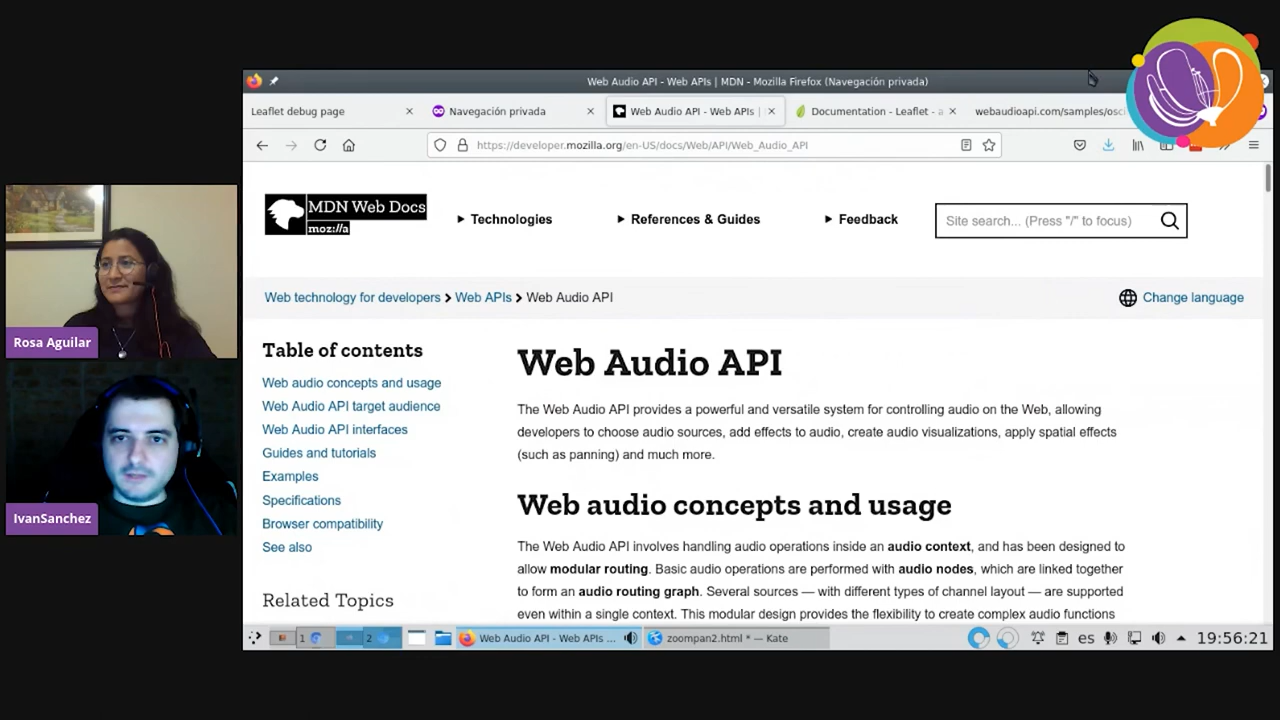 Web Audio API - Web APIs | MDN - Mozilla Firefox (Navegación privada)
Leaflet debug page
Navegación privada
Web Audio API - Web APIs |
Documentation - Leaflet - a
webaudioapi.com/samples/osci
https://developer.mozilla.org/en-US/docs/Web/API/Web_Audio_API
MDN Web Docs
moz://a
Technologies
References & Guides
Feedback
Site search... (Press "/" to focus)
Web technology for developers
Web APIs
Web Audio API
Change language
Rosa Aguilar
IvanSanchez
Table of contents
Web audio concepts and usage
Web Audio API target audience
Web Audio API interfaces
Guides and tutorials
Examples
Specifications
Browser compatibility
See also
Related Topics
Web Audio API
The Web Audio API provides a powerful and versatile system for controlling audio on the Web, allowing
developers to choose audio sources, add effects to audio, create audio visualizations, apply spatial effects
(such as panning) and much more.
Web audio concepts and usage
The Web Audio API involves handling audio operations inside an audio context, and has been designed to
allow modular routing. Basic audio operations are performed with audio nodes, which are linked together
to form an audio routing graph. Several sources — with different types of channel layout — are supported
even within a single context. This modular design provides the flexibility to create complex audio functions
1
2
Web Audio API - Web APIs ...
zoompan2.html * — Kate
es
19:56:21